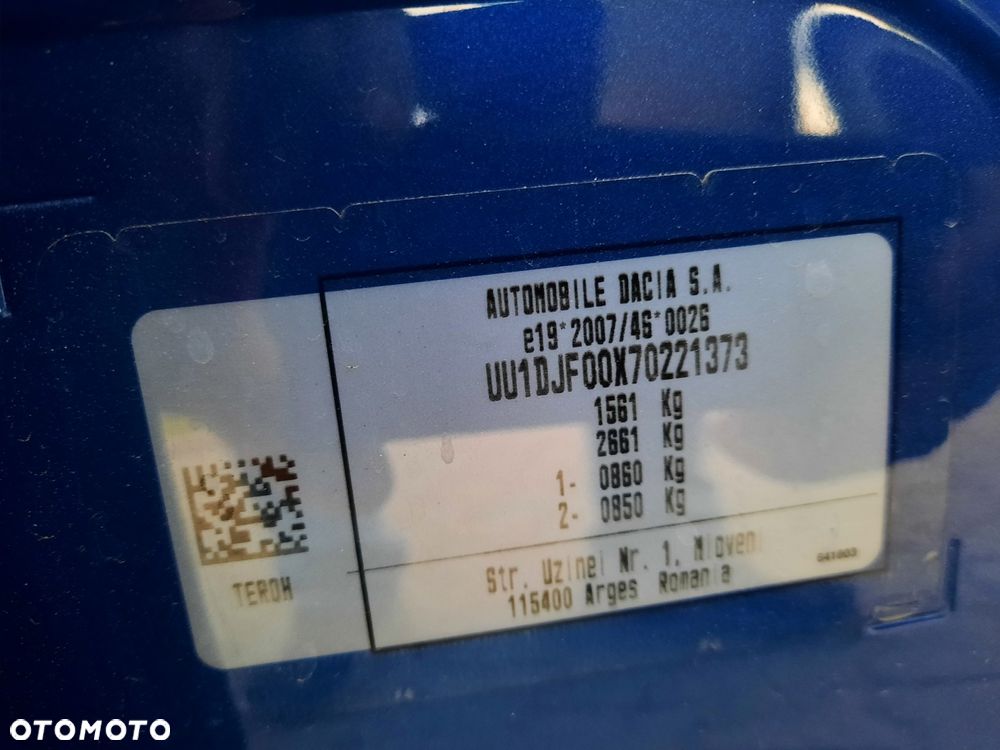 AUTOMOBILE DACIA S.A.
e19*2007/46*0026
UU1DJF00X70221373
1561 Kg
2661 Kg
1- 0860 Kg
2- 0850 Kg
Str. Uzinei Nr. 1, Mioveni
115400 Arges Romania
TERQH
OTOMOTO